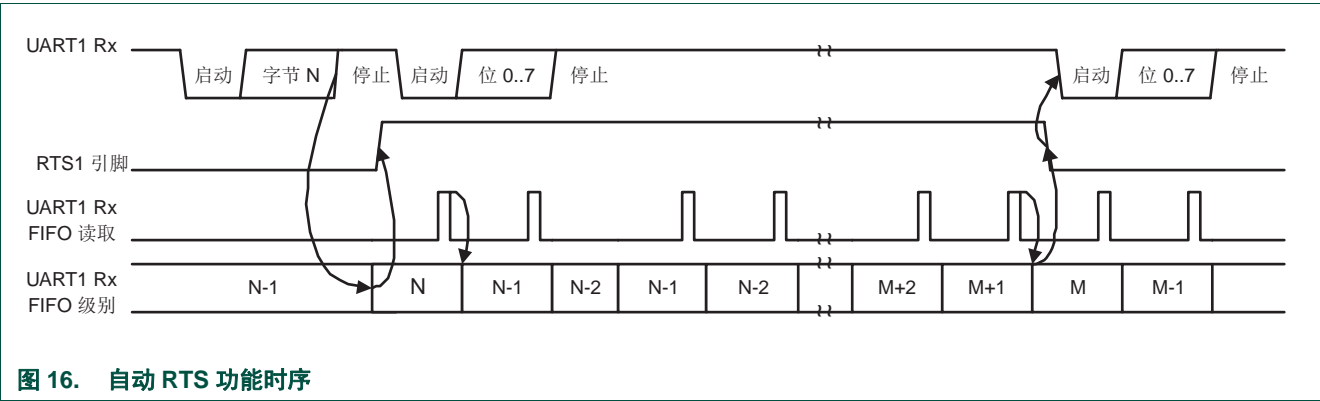 UART1 Rx
启动 字节 N 停止 启动 位 0..7 停止 启动 位 0..7 停止
RTS1 引脚
UART1 Rx
FIFO 读取
UART1 Rx
FIFO 级别
N-1 N N-1 N-2 N-1 N-2 M+2 M+1 M M-1
图 16. 自动 RTS 功能时序